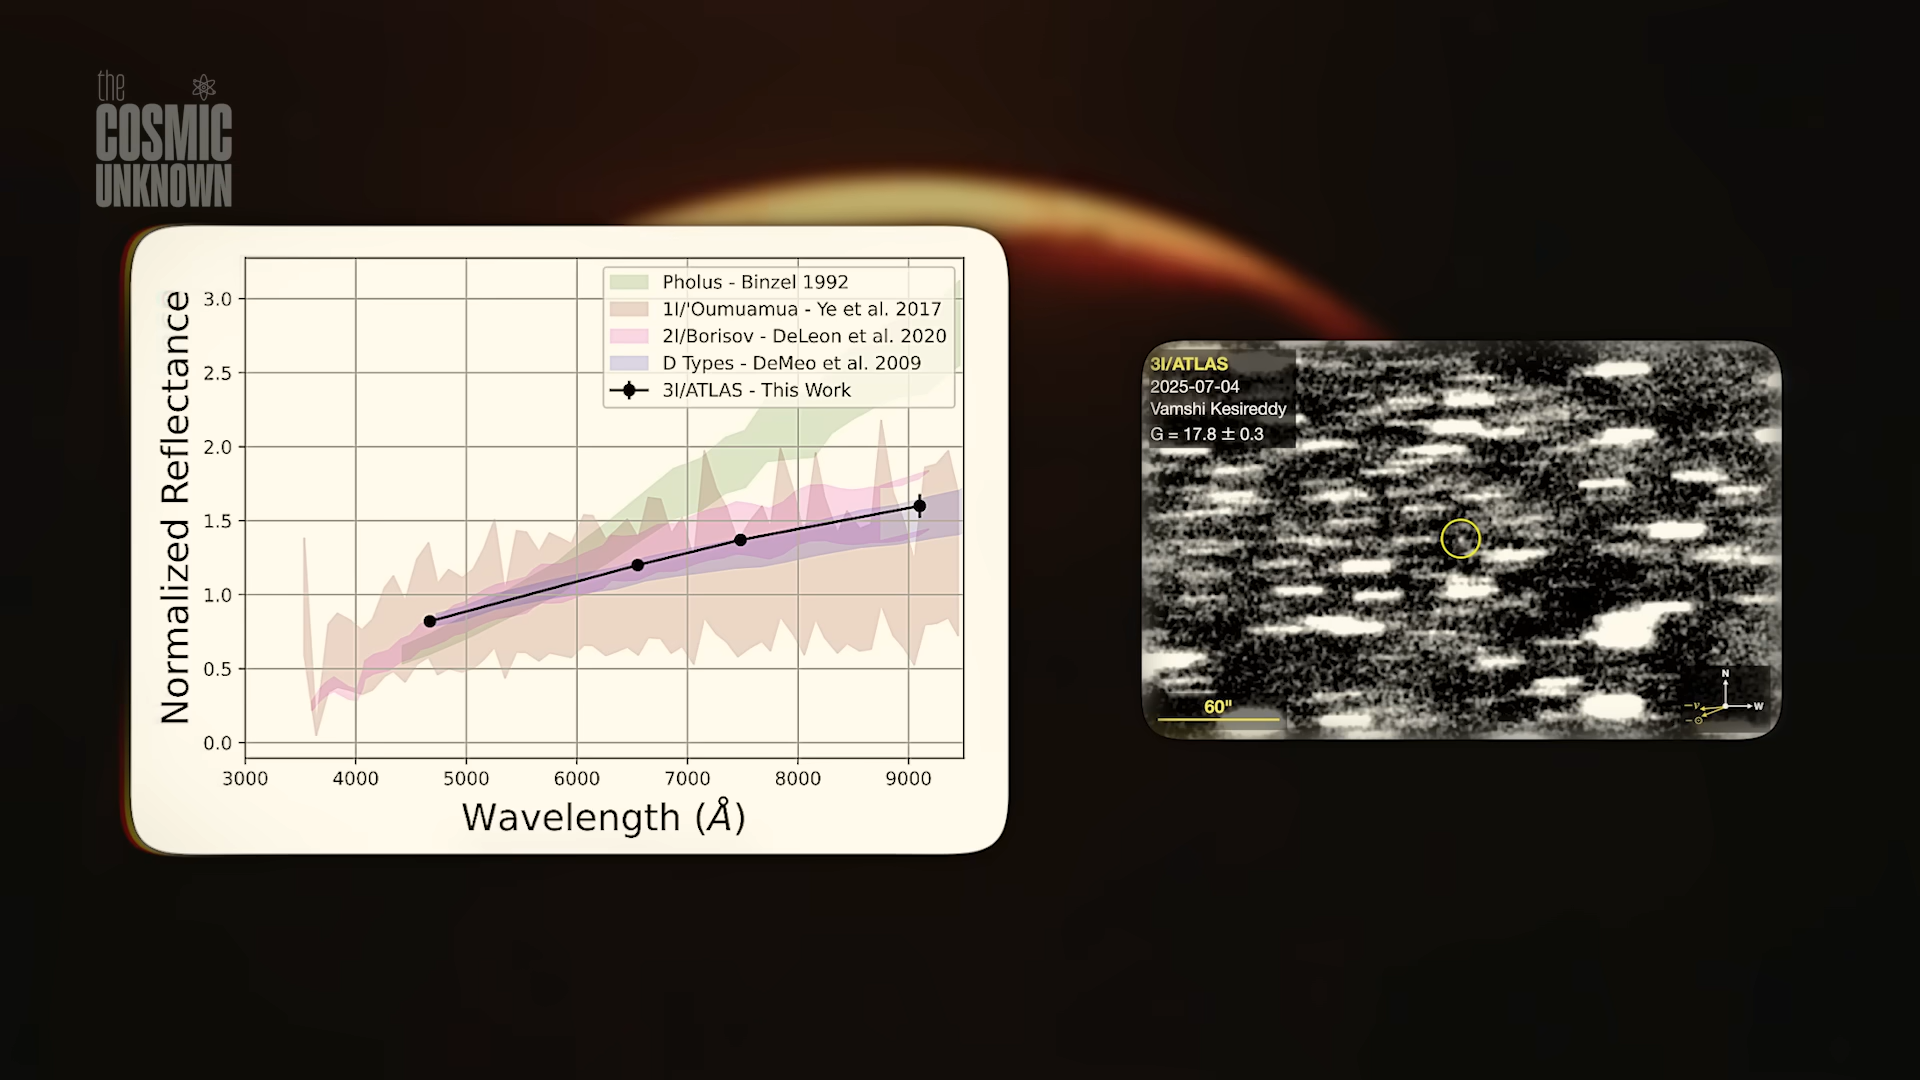 the
COSMIC
UNKNOWN
Normalized Reflectance
3.0
2.5
2.0
1.5
1.0
0.5
0.0
3000 4000 5000 6000 7000 8000 9000
Wavelength (Å)
Pholus - Binzel 1992
1I/'Oumuamua - Ye et al. 2017
2I/Borisov - DeLeon et al. 2020
D Types - DeMeo et al. 2009
3I/ATLAS - This Work
3I/ATLAS
2025-07-04
Vamshi Kesireddy
G = 17.8 ± 0.3
60"
N
W
-v
-⊙